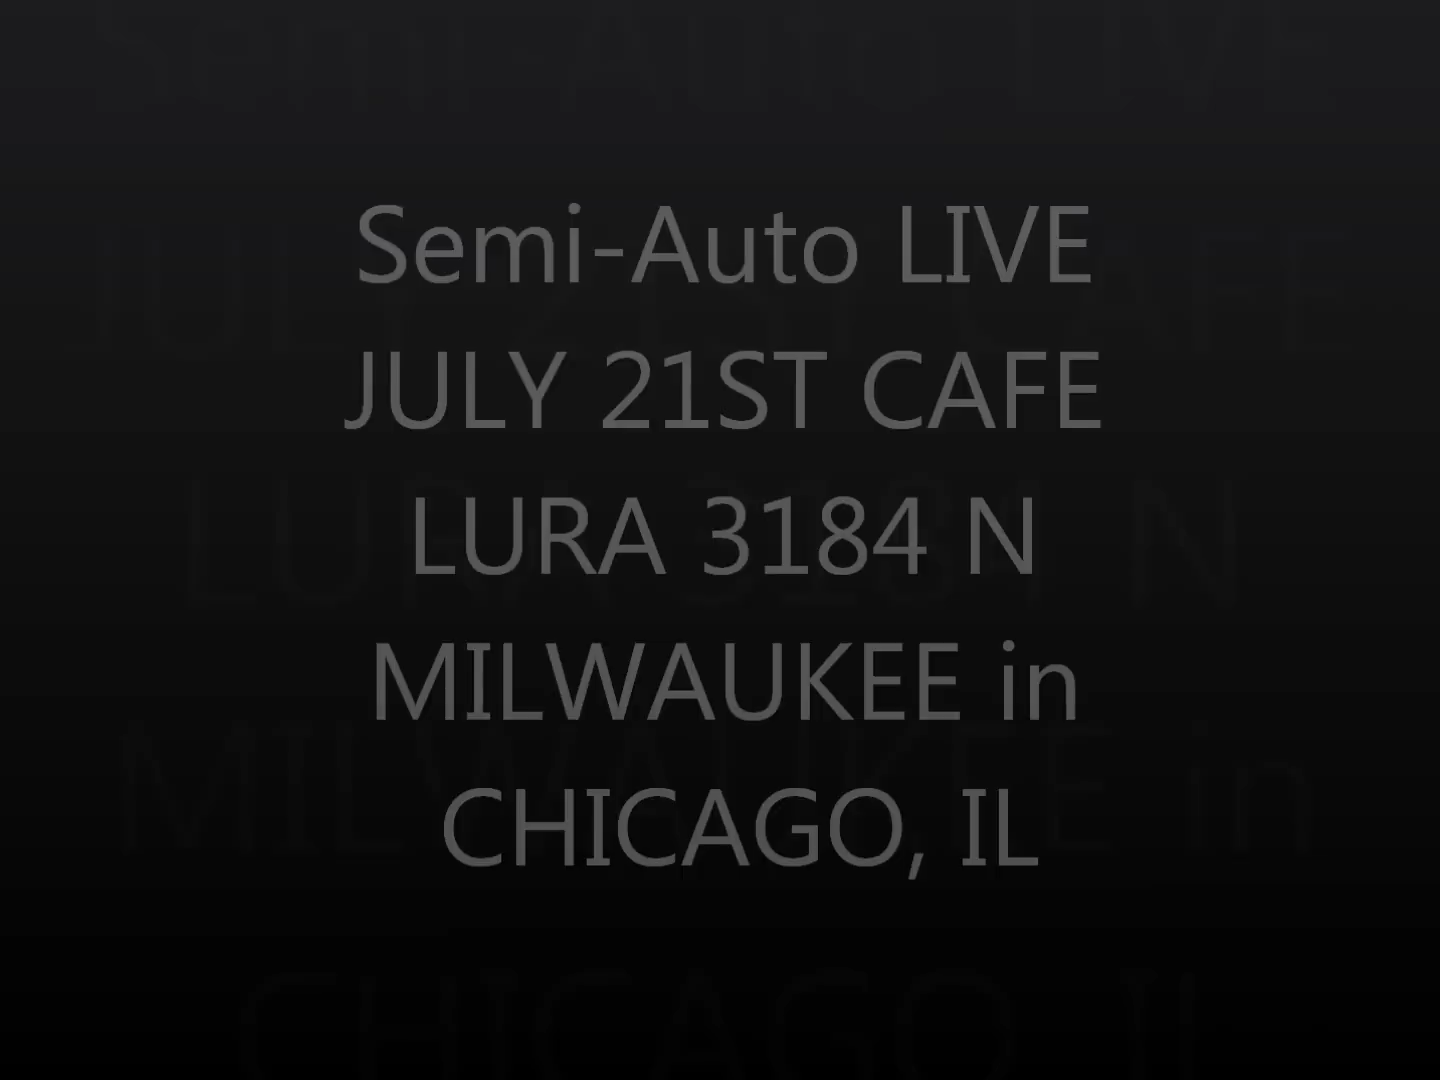 Semi-Auto LIVE
JULY 21ST CAFE
LURA 3184 N
MILWAUKEE in
CHICAGO, IL